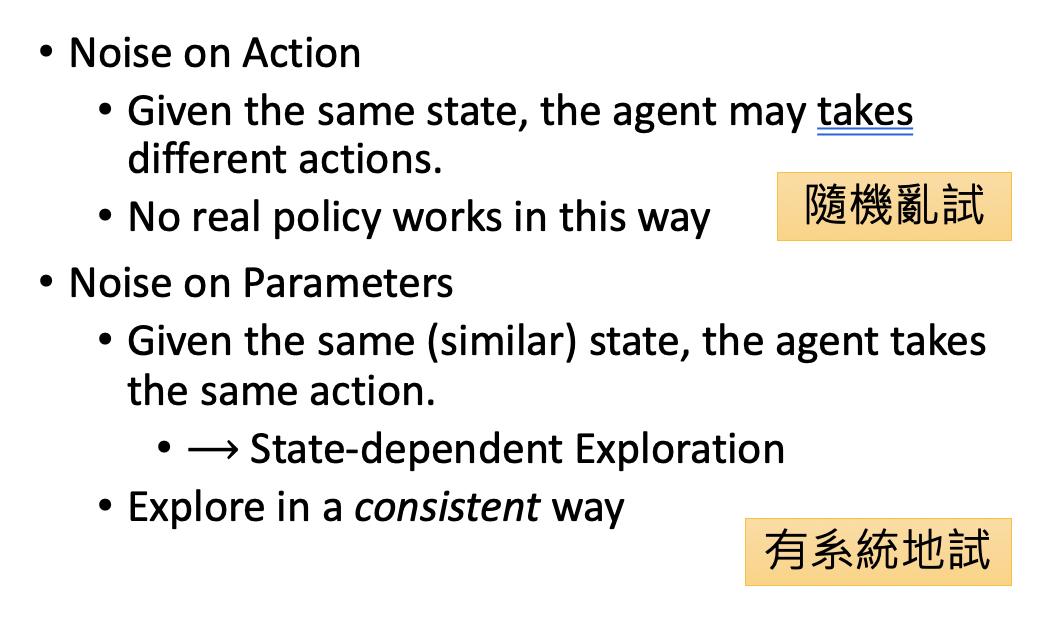 • Noise on Action
• Given the same state, the agent may takes
different actions.
• No real policy works in this way
隨機亂試
• Noise on Parameters
• Given the same (similar) state, the agent takes
the same action.
• ⟶ State-dependent Exploration
• Explore in a consistent way
有系統地試